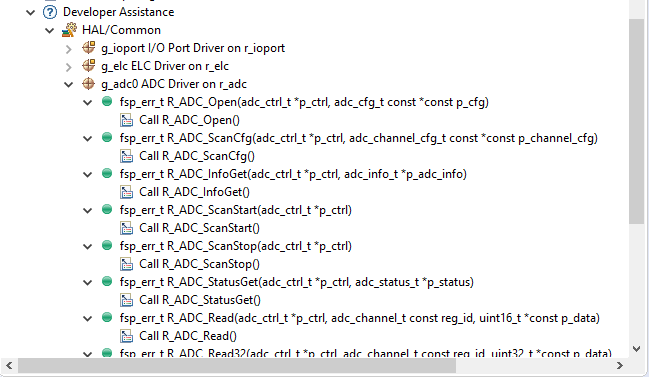 Developer Assistance
HAL/Common
g_ioport I/O Port Driver on r_ioport
g_elc ELC Driver on r_elc
g_adc0 ADC Driver on r_adc
fsp_err_t R_ADC_Open(adc_ctrl_t *p_ctrl, adc_cfg_t const *const p_cfg)
Call R_ADC_Open()
fsp_err_t R_ADC_ScanCfg(adc_ctrl_t *p_ctrl, adc_channel_cfg_t const *const p_channel_cfg)
Call R_ADC_ScanCfg()
fsp_err_t R_ADC_InfoGet(adc_ctrl_t *p_ctrl, adc_info_t *p_adc_info)
Call R_ADC_InfoGet()
fsp_err_t R_ADC_ScanStart(adc_ctrl_t *p_ctrl)
Call R_ADC_ScanStart()
fsp_err_t R_ADC_ScanStop(adc_ctrl_t *p_ctrl)
Call R_ADC_ScanStop()
fsp_err_t R_ADC_StatusGet(adc_ctrl_t *p_ctrl, adc_status_t *p_status)
Call R_ADC_StatusGet()
fsp_err_t R_ADC_Read(adc_ctrl_t *p_ctrl, adc_channel_t const reg_id, uint16_t *const p_data)
Call R_ADC_Read()
fsp_err_t R_ADC_Read32(adc_ctrl_t *p_ctrl, adc_channel_t const reg_id, uint32_t *const p_data)